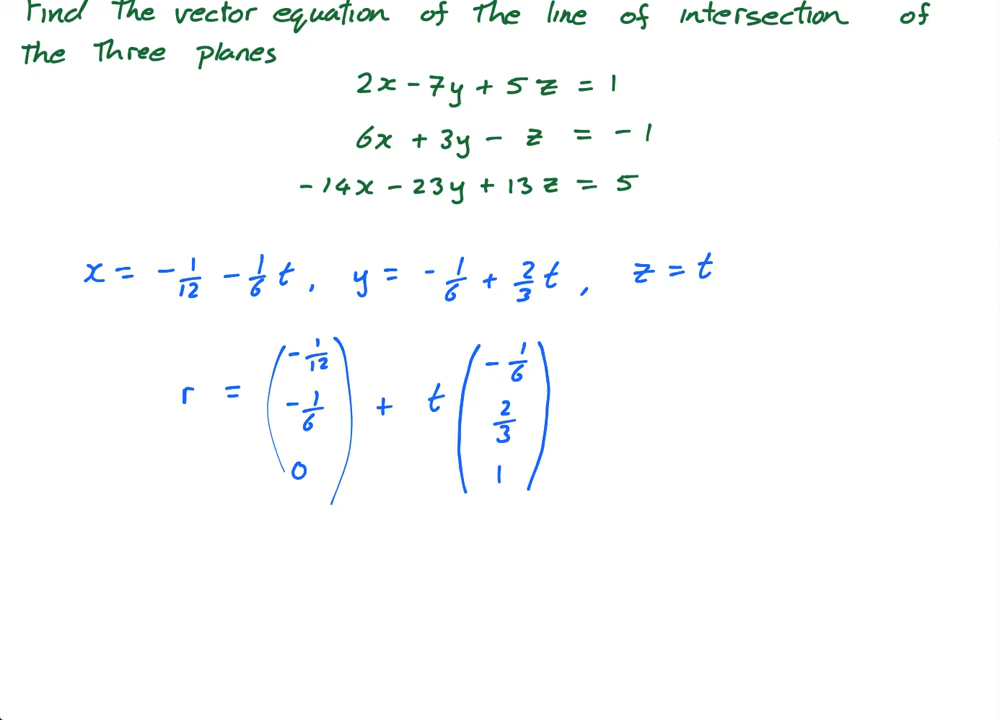 Find the vector equation of the line of intersection of
the three planes
2x - 7y + 5z = 1
6x + 3y - z = -1
-14x - 23y + 13z = 5
x = -1/12 - 1/6 t, y = -1/6 + 2/3 t, z = t
r = (-1/12, -1/6, 0) + t (-1/6, 2/3, 1)